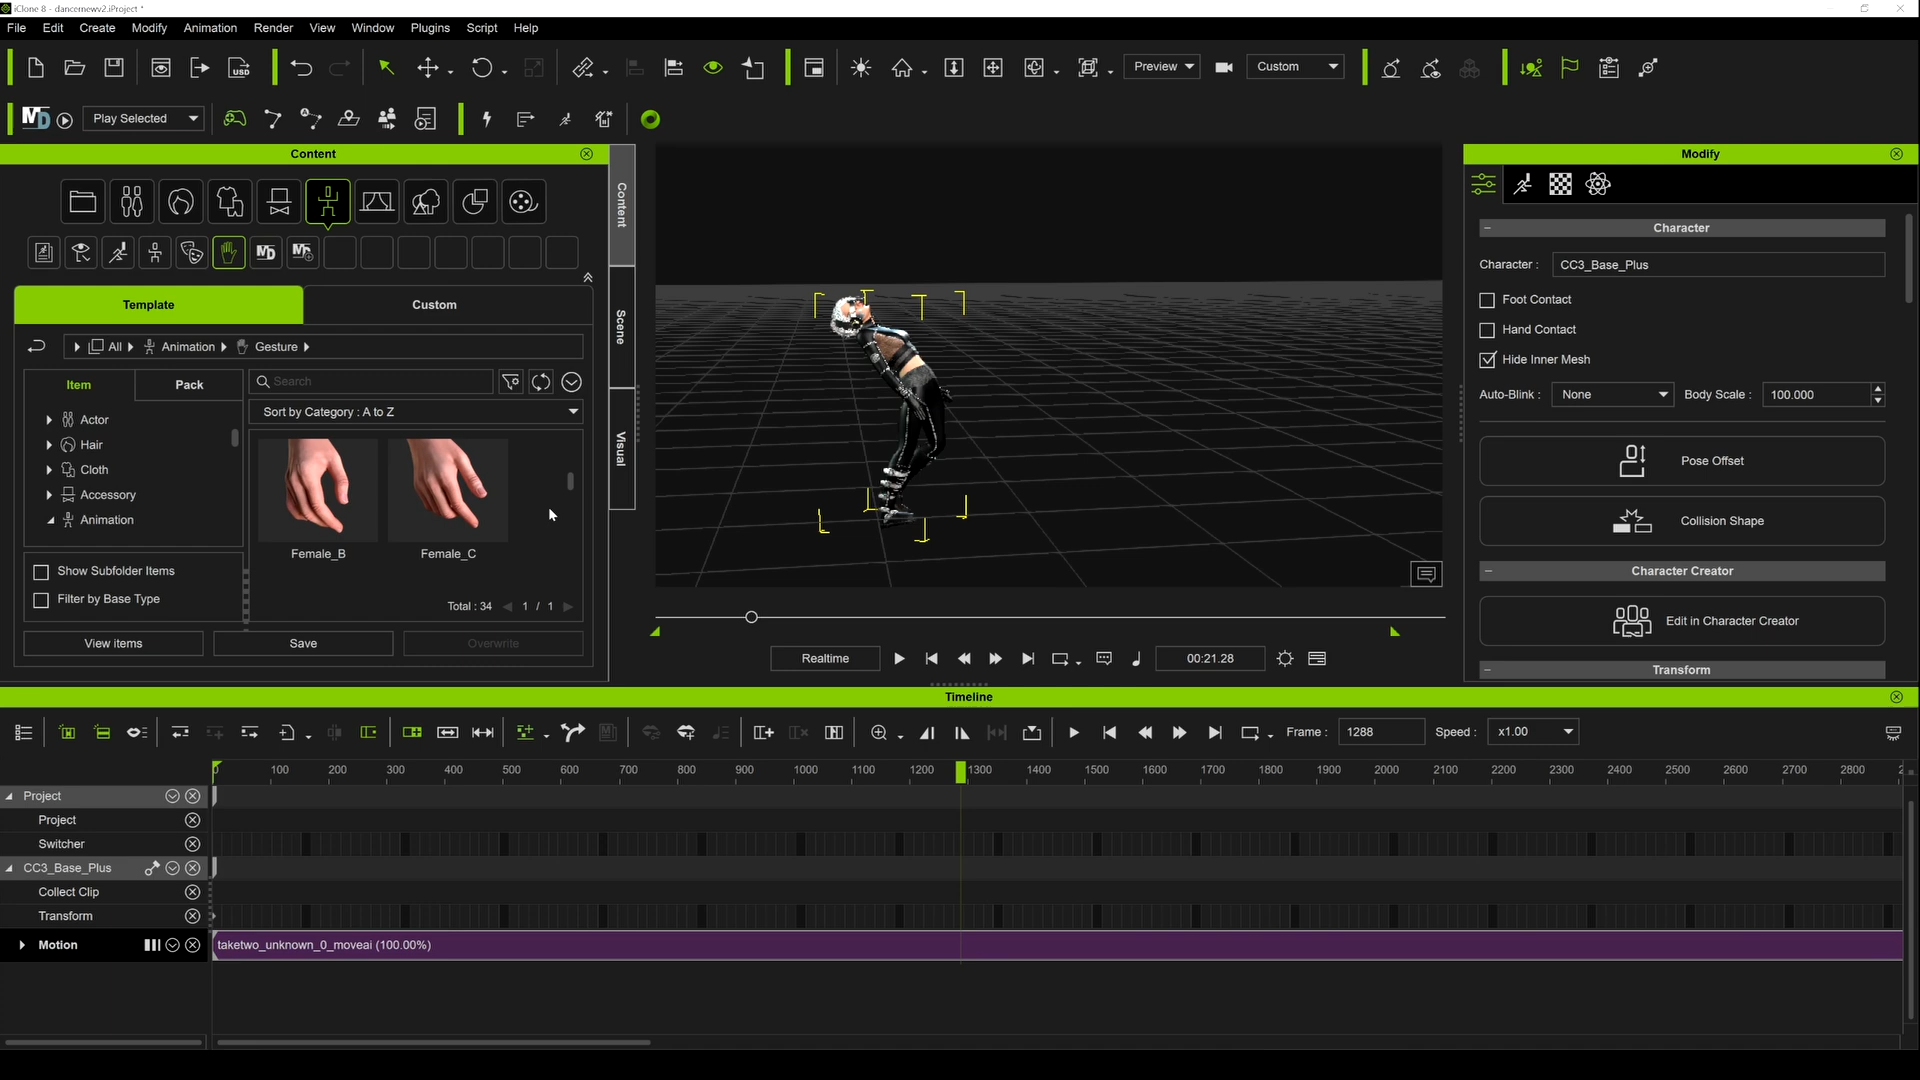 iClone 8 - dancernewv2.iProject *
File Edit Create Modify Animation Render View Window Plugins Script Help
USD Preview Custom
MD Play Selected
Content
Modify
MD MD
Template Custom
All Animation Gesture
Item Pack Search
Sort by Category : A to Z
Actor
Hair
Cloth
Accessory
Animation
Female_B Female_C
Show Subfolder Items
Filter by Base Type
Total : 34 1 / 1
View items Save Overwrite
Content
Scene
Visual
Character
Character : CC3_Base_Plus
Foot Contact
Hand Contact
Hide Inner Mesh
Auto-Blink : None Body Scale : 100.000
Pose Offset
Collision Shape
Character Creator
Edit in Character Creator
Transform
Realtime 00:21.28
Timeline
Frame : 1288 Speed : x1.00
0 100 200 300 400 500 600 700 800 900 1000 1100 1200 1300 1400 1500 1600 1700 1800 1900 2000 2100 2200 2300 2400 2500 2600 2700 2800 2
Project
Project
Switcher
CC3_Base_Plus
Collect Clip
Transform
Motion taketwo_unknown_0_moveai (100.00%)